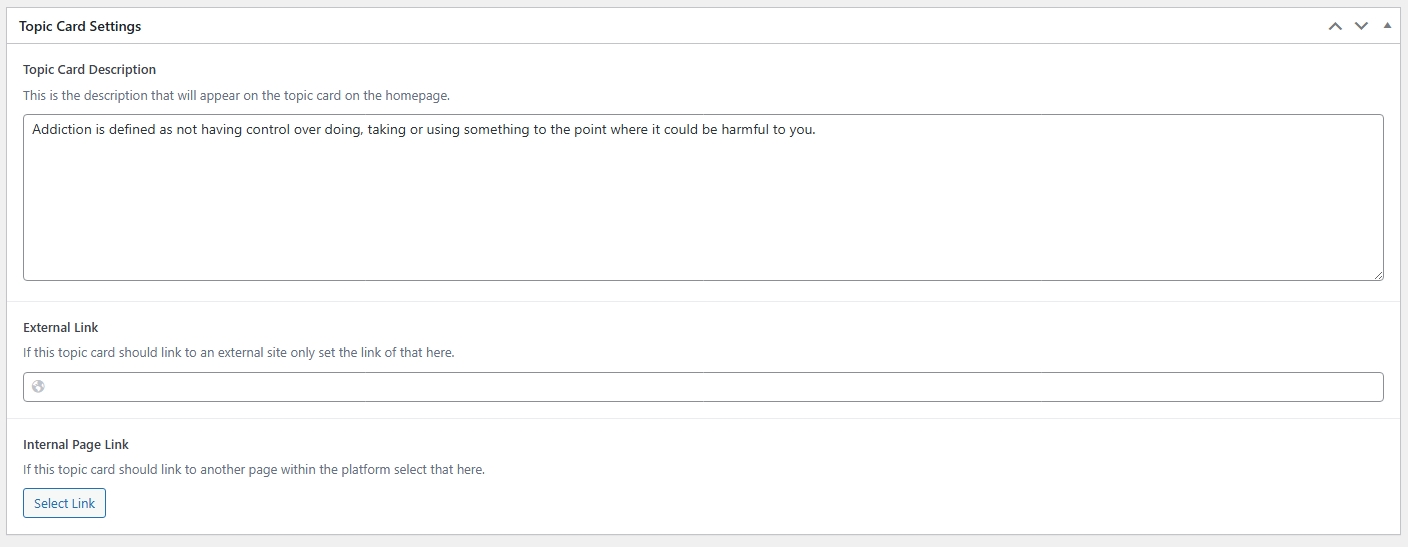 Topic Card Settings
Topic Card Description
This is the description that will appear on the topic card on the homepage.
Addiction is defined as not having control over doing, taking or using something to the point where it could be harmful to you.
External Link
If this topic card should link to an external site only set the link of that here.
Internal Page Link
If this topic card should link to another page within the platform select that here.
Select Link